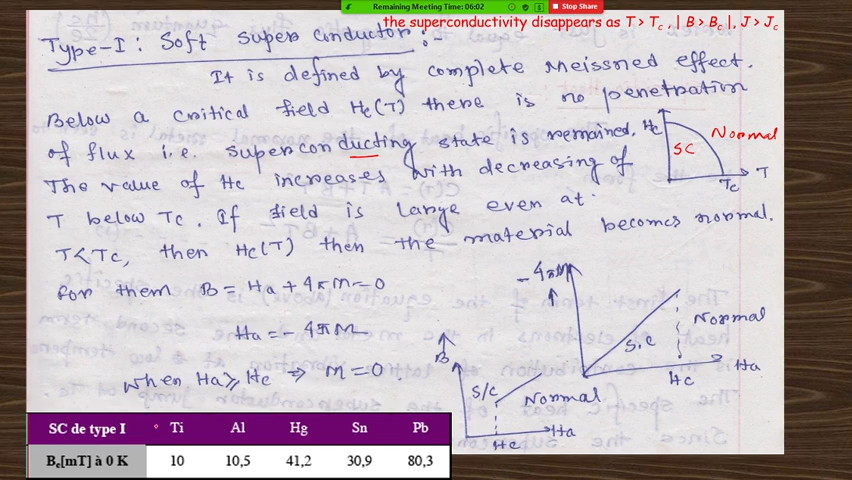 Remaining Meeting Time: 06:02
Stop Share
the superconductivity disappears as T > Tc, | B > Bc |, J > Jc
Type-I: Soft super cinductor:-
It is defined by complete Meissned effect.
Below a critical field Hc(T) there is no penetration
of flux i.e. superconducting state is remained.
The value of Hc increases with decreasing of
T below Tc. If field is large even at
T<Tc, then Hc(T) then the material becomes normal.
for them B = Ha + 4πM = 0
Ha = - 4πM
when Ha ≥ Hc ⇒ M = 0.
Hc
SC
Normal
T
Tc
- 4πM
S.C
Normal
Hc
Ha
B
S/C
Normal
Hc
Ha
SC de type I Ti Al Hg Sn Pb
Bc[mT] à 0 K 10 10,5 41,2 30,9 80,3